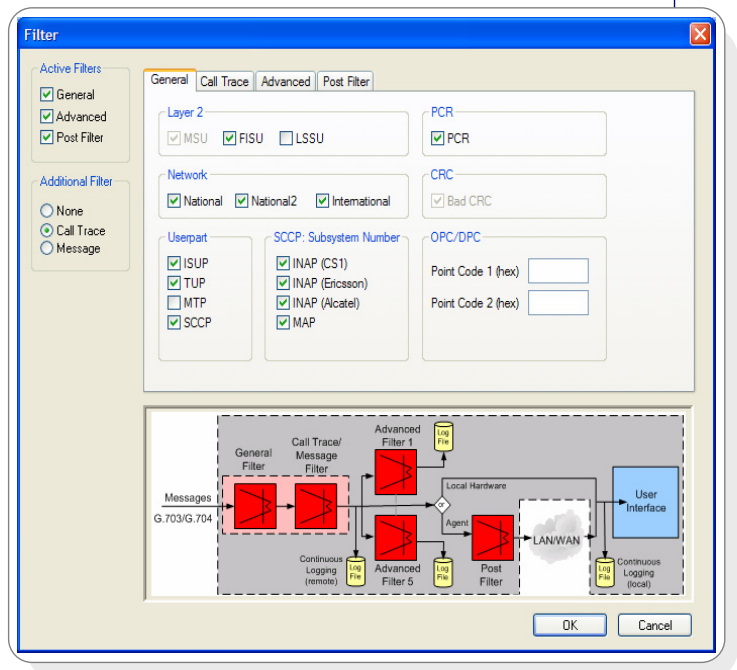 Filter
Active Filters
General
Advanced
Post Filter
Additional Filter
None
Call Trace
Message
General Call Trace Advanced Post Filter
Layer 2
MSU FISU LSSU
PCR
PCR
Network
National National2 International
CRC
Bad CRC
Userpart
ISUP
TUP
MTP
SCCP
SCCP: Subsystem Number
INAP (CS1)
INAP (Ericsson)
INAP (Alcatel)
MAP
OPC/DPC
Point Code 1 (hex)
Point Code 2 (hex)
Messages
G.703/G.704
General
Filter
Call Trace/
Message
Filter
Advanced
Filter 1
Log
File
Local Hardware
or
Agent
User
Interface
LAN/WAN
Continuous
Logging
(remote)
Log
File
Advanced
Filter 5
Log
File
Post
Filter
Log
File
Continuous
Logging
(local)
OK Cancel